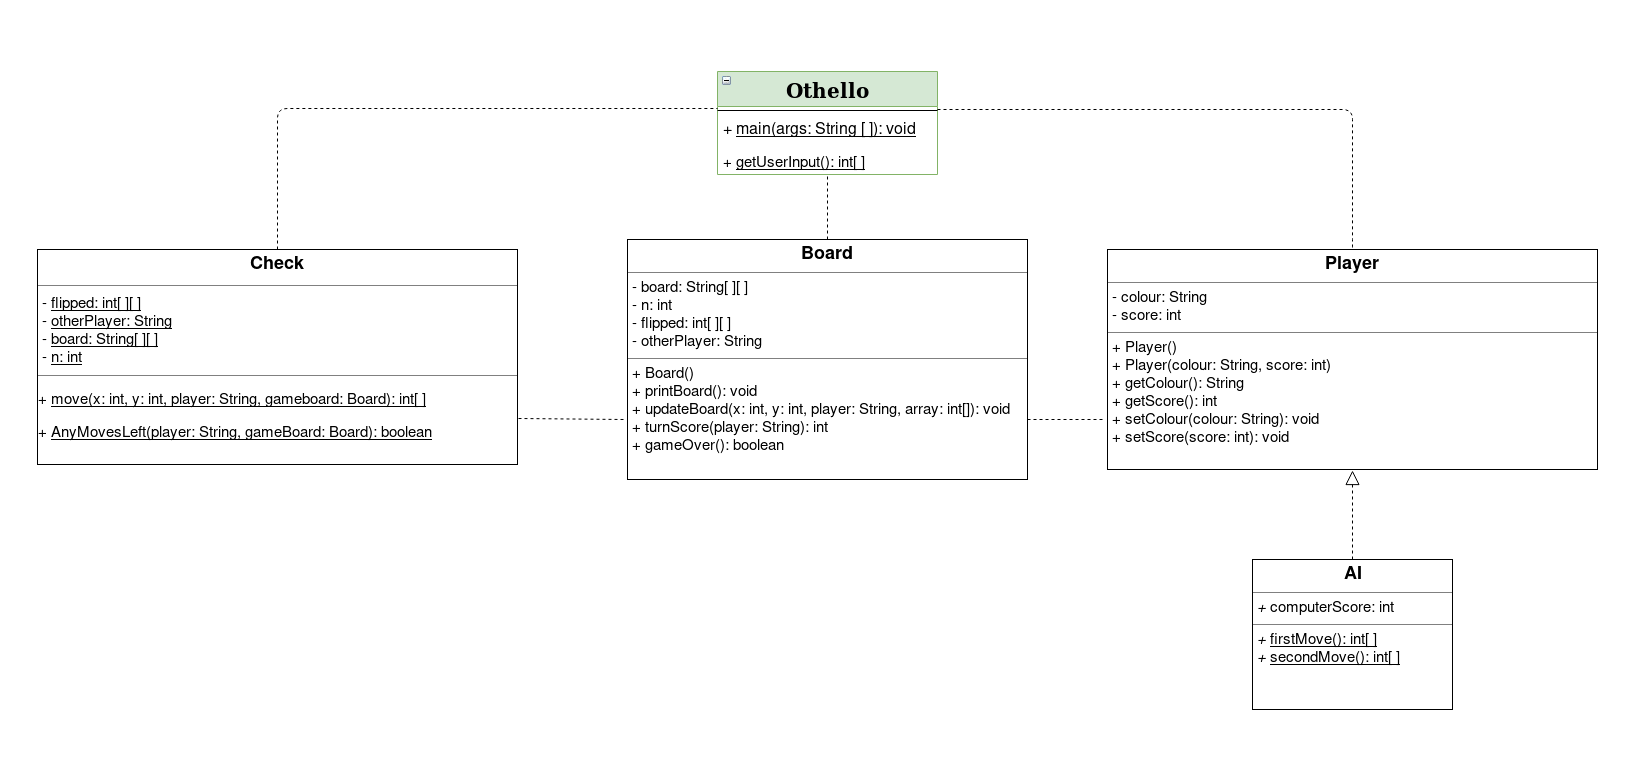 Othello
+ main(args: String [ ]): void
+ getUserInput(): int[ ]
Check
- flipped: int[ ][ ]
- otherPlayer: String
- board: String[ ][ ]
- n: int
+ move(x: int, y: int, player: String, gameboard: Board): int[ ]
+ AnyMovesLeft(player: String, gameBoard: Board): boolean
Board
- board: String[ ][ ]
- n: int
- flipped: int[ ][ ]
- otherPlayer: String
+ Board()
+ printBoard(): void
+ updateBoard(x: int, y: int, player: String, array: int[]): void
+ turnScore(player: String): int
+ gameOver(): boolean
Player
- colour: String
- score: int
+ Player()
+ Player(colour: String, score: int)
+ getColour(): String
+ getScore(): int
+ setColour(colour: String): void
+ setScore(score: int): void
AI
+ computerScore: int
+ firstMove(): int[ ]
+ secondMove(): int[ ]